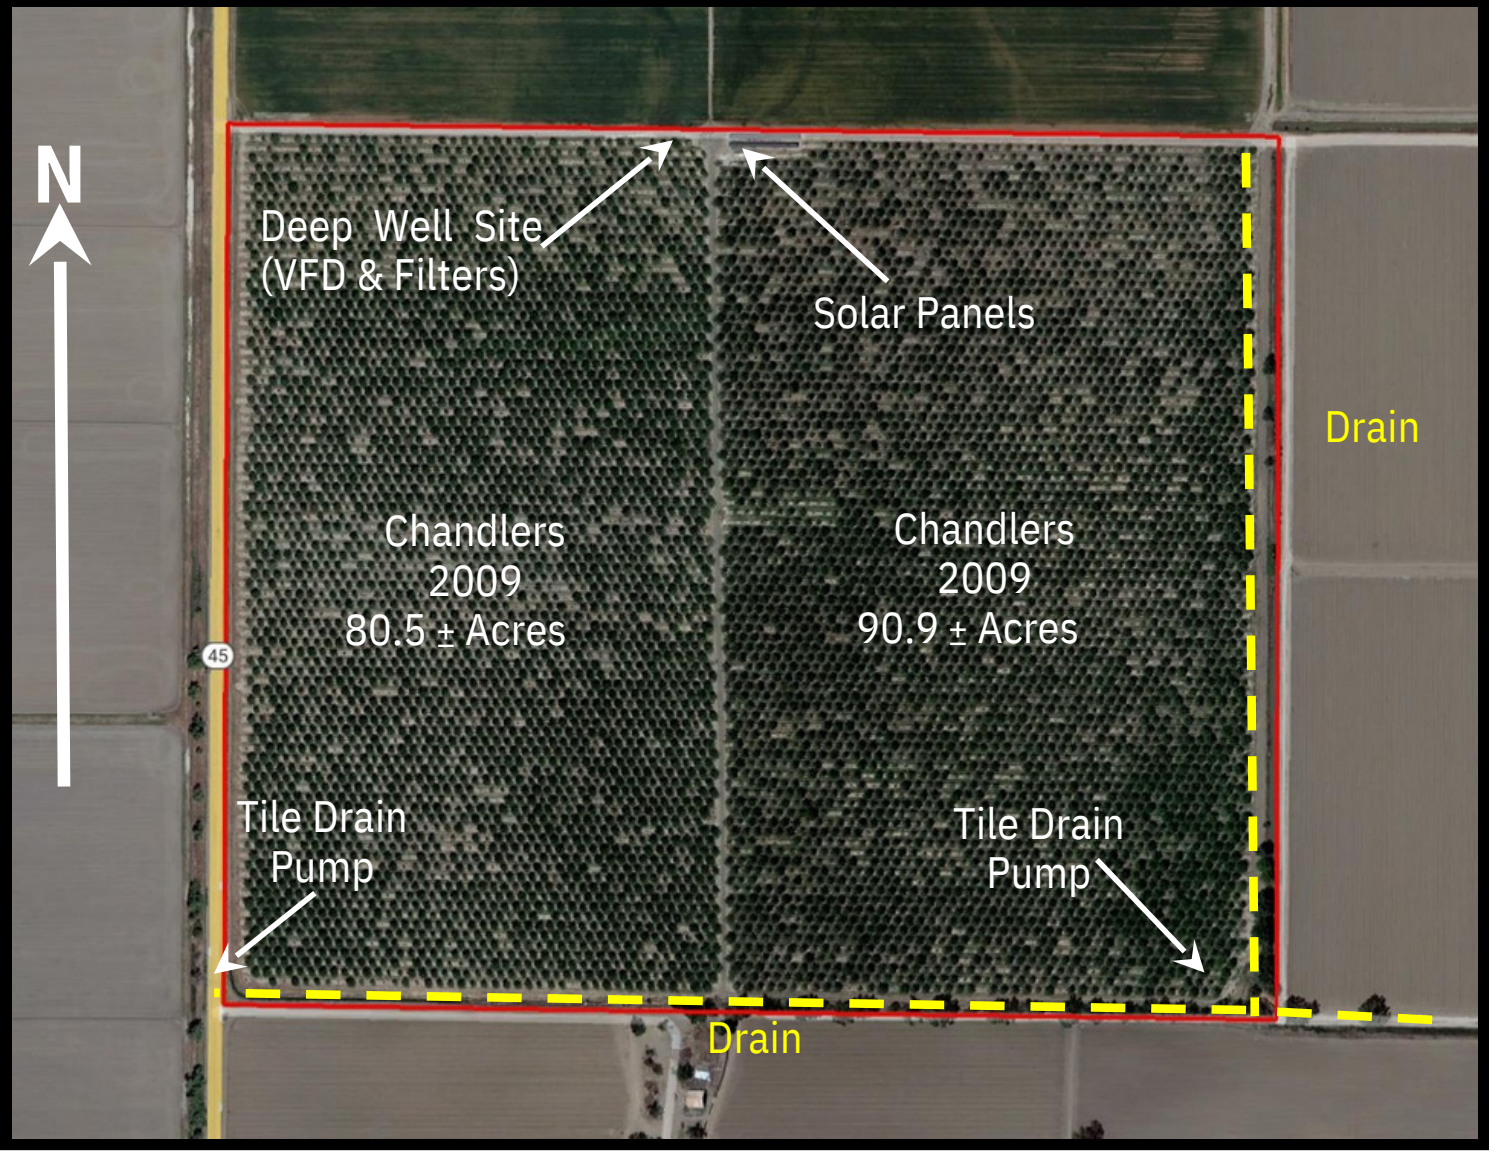 N
Deep Well Site
(VFD & Filters)
Solar Panels
Drain
Chandlers
2009
80.5 ± Acres
Chandlers
2009
90.9 ± Acres
45
Tile Drain
Pump
Tile Drain
Pump
Drain